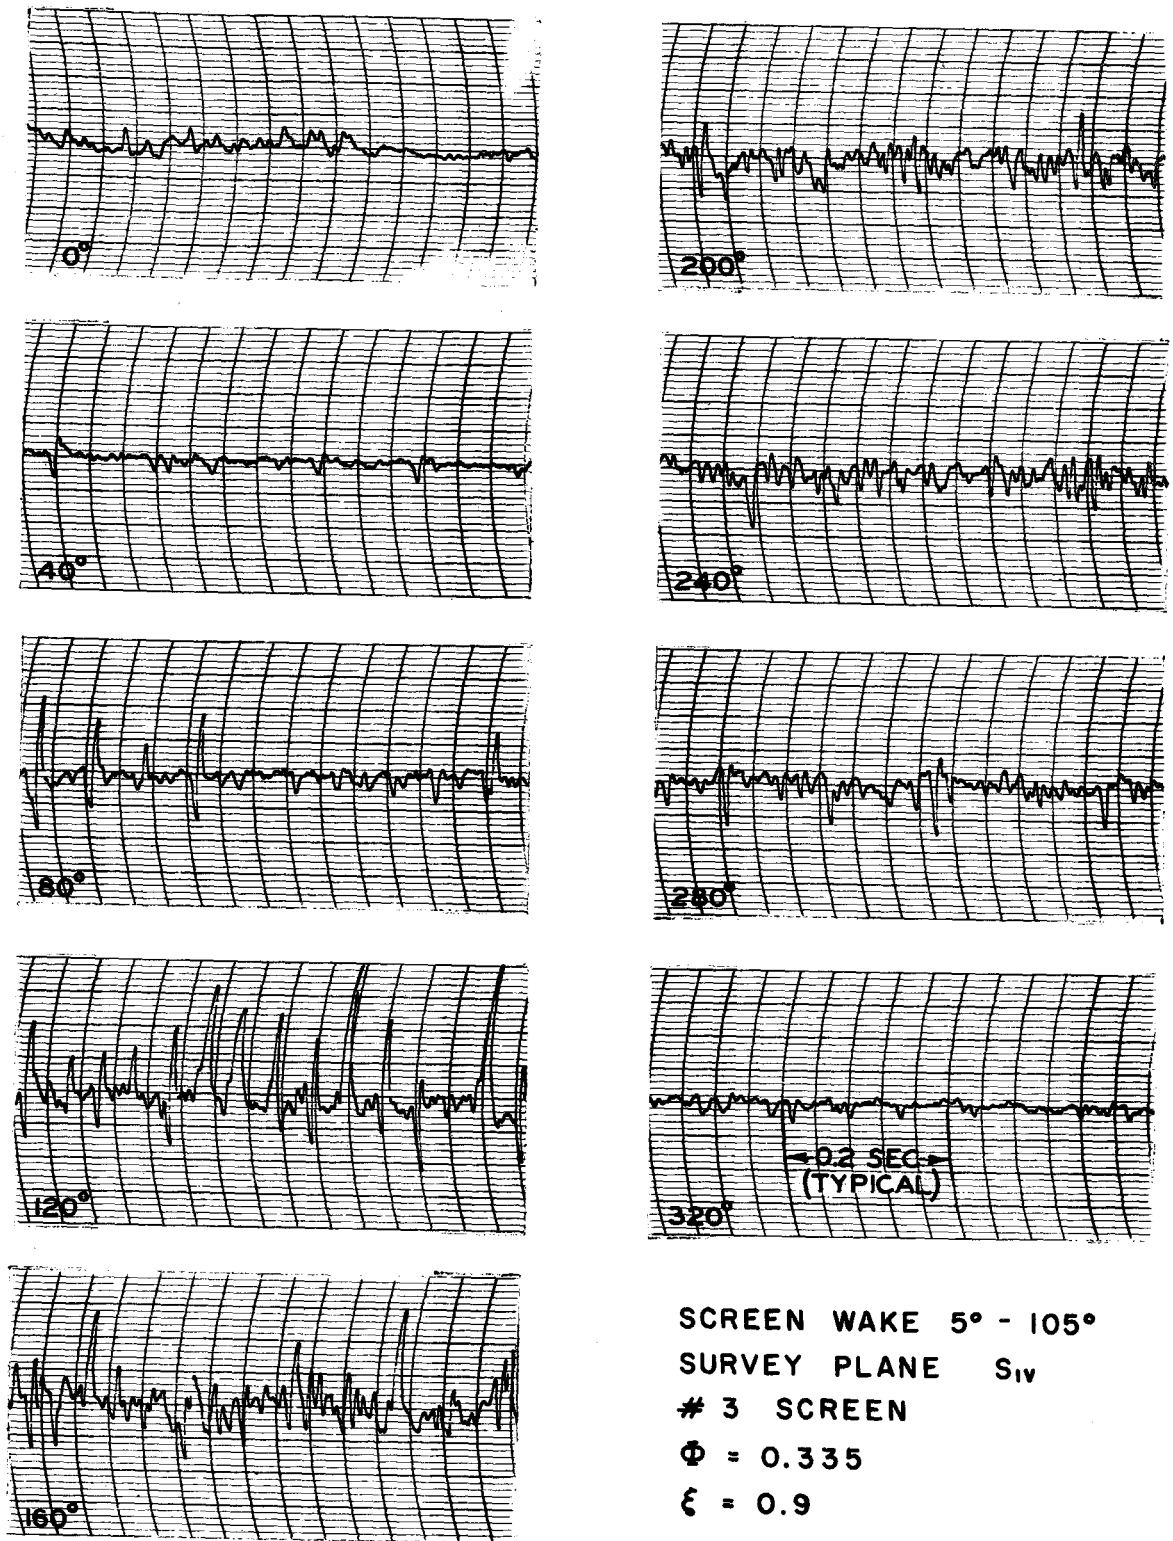 0°
40°
80°
120°
160°
200°
240°
280°
0.2 SEC
(TYPICAL)
320°
SCREEN WAKE 5° - 105°
SURVEY PLANE SIV
# 3 SCREEN
Φ = 0.335
ξ = 0.9